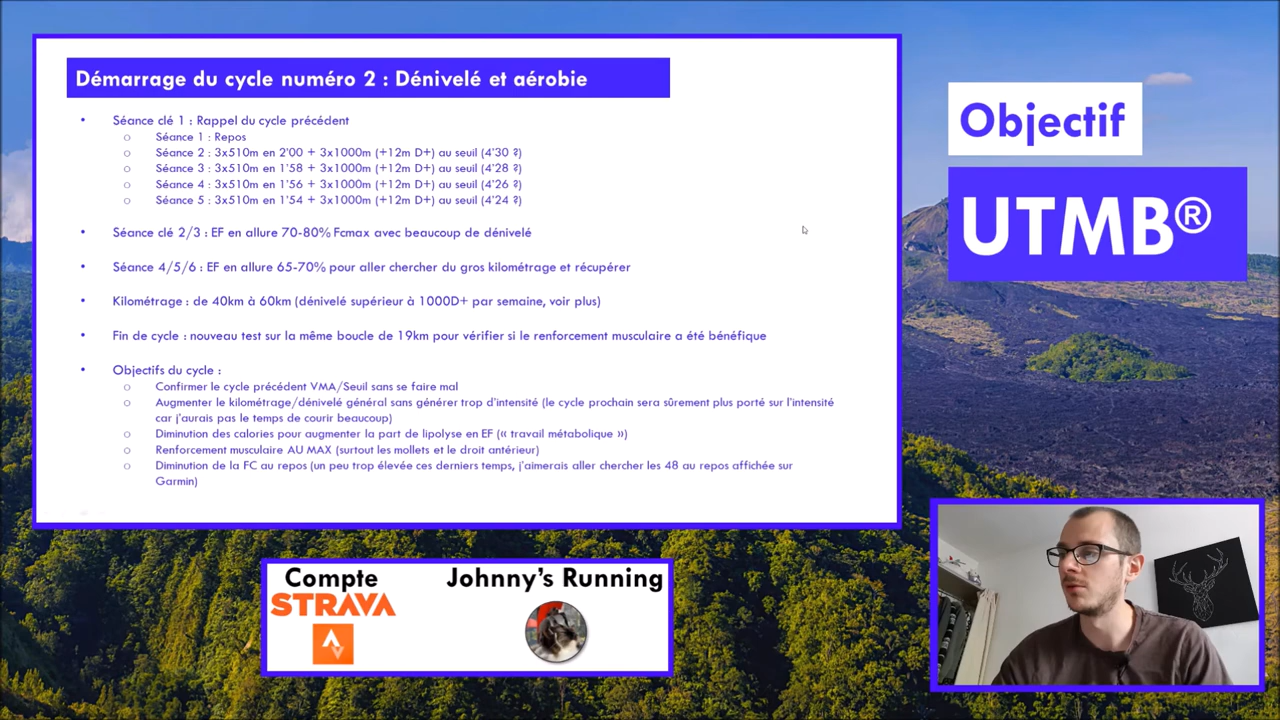 Démarrage du cycle numéro 2 : Dénivelé et aérobie
• Séance clé 1 : Rappel du cycle précédent
o Séance 1 : Repos
o Séance 2 : 3x510m en 2'00 + 3x1000m (+12m D+) au seuil (4'30 ?)
o Séance 3 : 3x510m en 1'58 + 3x1000m (+12m D+) au seuil (4'28 ?)
o Séance 4 : 3x510m en 1'56 + 3x1000m (+12m D+) au seuil (4'26 ?)
o Séance 5 : 3x510m en 1'54 + 3x1000m (+12m D+) au seuil (4'24 ?)
• Séance clé 2/3 : EF en allure 70-80% Fcmax avec beaucoup de dénivelé
• Séance 4/5/6 : EF en allure 65-70% pour aller chercher du gros kilométrage et récupérer
• Kilométrage : de 40km à 60km (dénivelé supérieur à 1000D+ par semaine, voir plus)
• Fin de cycle : nouveau test sur la même boucle de 19km pour vérifier si le renforcement musculaire a été bénéfique
• Objectifs du cycle :
o Confirmer le cycle précédent VMA/Seuil sans se faire mal
o Augmenter le kilométrage/dénivelé général sans générer trop d'intensité (le cycle prochain sera sûrement plus porté sur l'intensité
car j'aurais pas le temps de courir beaucoup)
o Diminution des calories pour augmenter la part de lipolyse en EF (« travail métabolique »)
o Renforcement musculaire AU MAX (surtout les mollets et le droit antérieur)
o Diminution de la FC au repos (un peu trop élevée ces derniers temps, j'aimerais aller chercher les 48 au repos affichée sur
Garmin)
Objectif
UTMB®
Compte
STRAVA
Johnny's Running